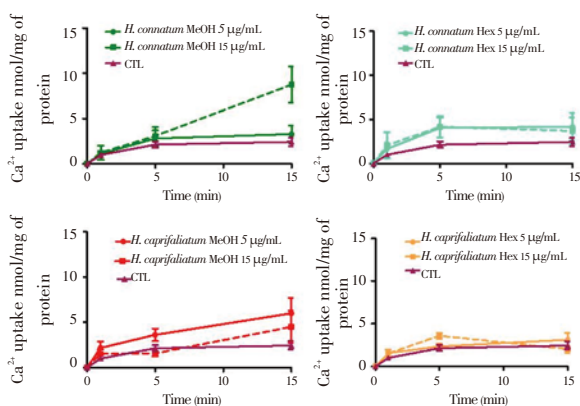 H. connatum MeOH 5 μg/mL
H. connatum MeOH 15 μg/mL
CTL
Ca²⁺ uptake nmol/mg of
protein
15
10
5
0
0
5
10
15
Time (min)
H. connatum Hex 5 μg/mL
H. connatum Hex 15 μg/mL
CTL
Ca²⁺ uptake nmol/mg of
protein
15
10
5
0
0
5
10
15
Time (min)
H. caprifaliatum MeOH 5 μg/mL
H. caprifaliatum MeOH 15 μg/mL
CTL
Ca²⁺ uptake nmol/mg of
protein
15
10
5
0
0
5
10
15
Time (min)
H. caprifaliatum Hex 5 μg/mL
H. caprifaliatum Hex 15 μg/mL
CTL
Ca²⁺ uptake nmol/mg of
protein
15
10
5
0
0
5
10
15
Time (min)